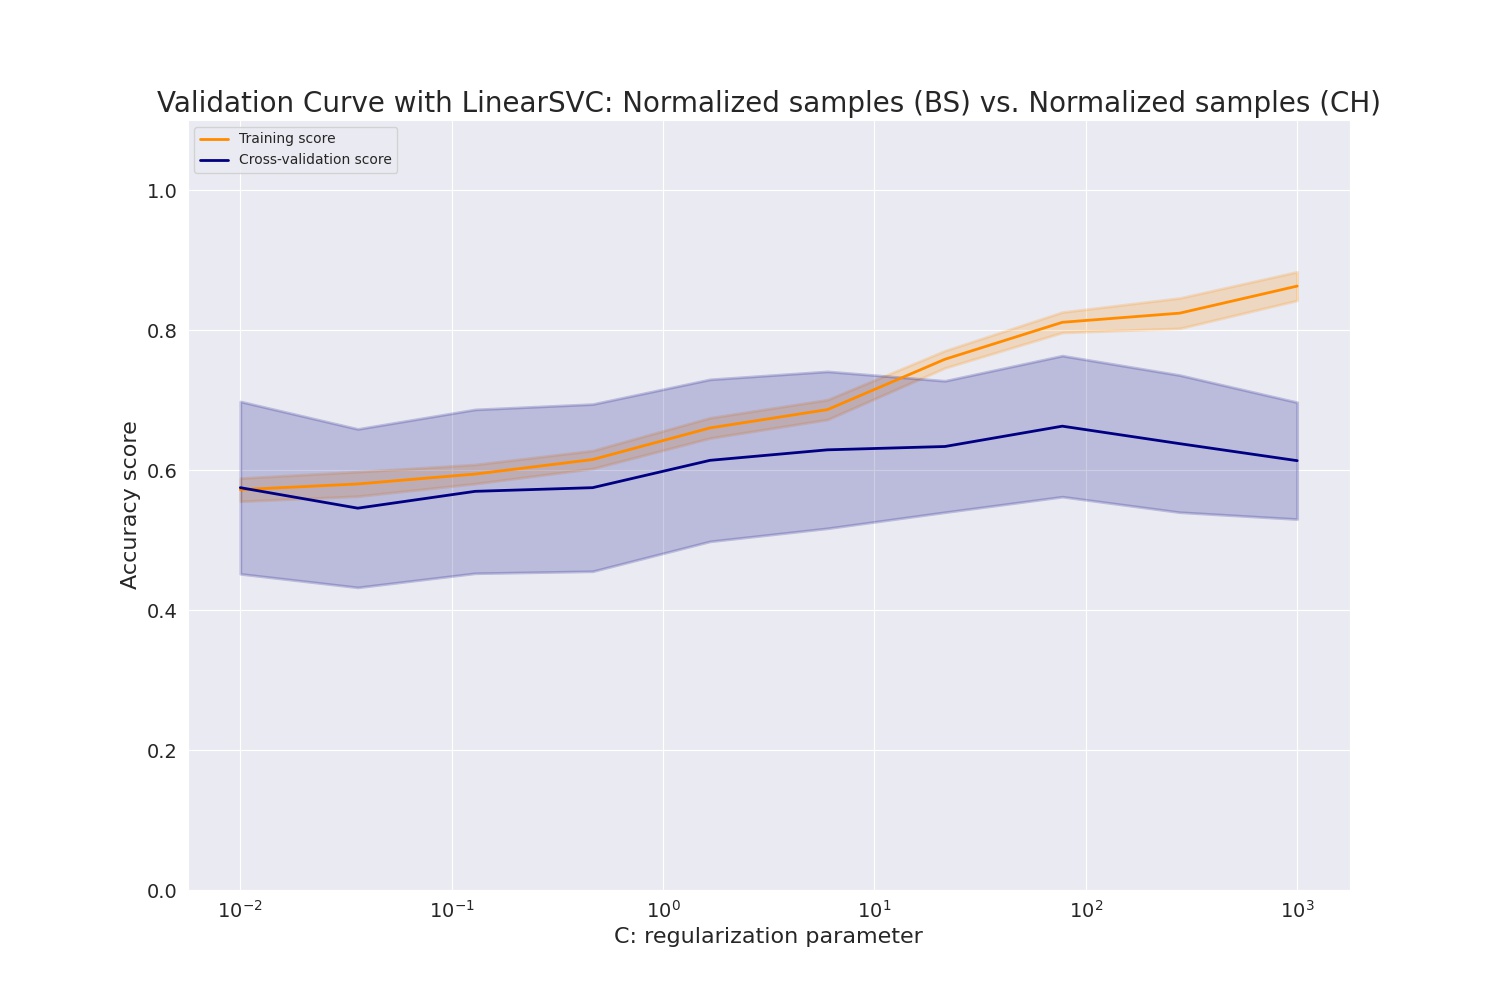 Validation Curve with LinearSVC: Normalized samples (BS) vs. Normalized samples (CH)
Training score
Cross-validation score
1.0
0.8
0.6
0.4
0.2
0.0
Accuracy score
10⁻² 10⁻¹ 10⁰ 10¹ 10² 10³
C: regularization parameter